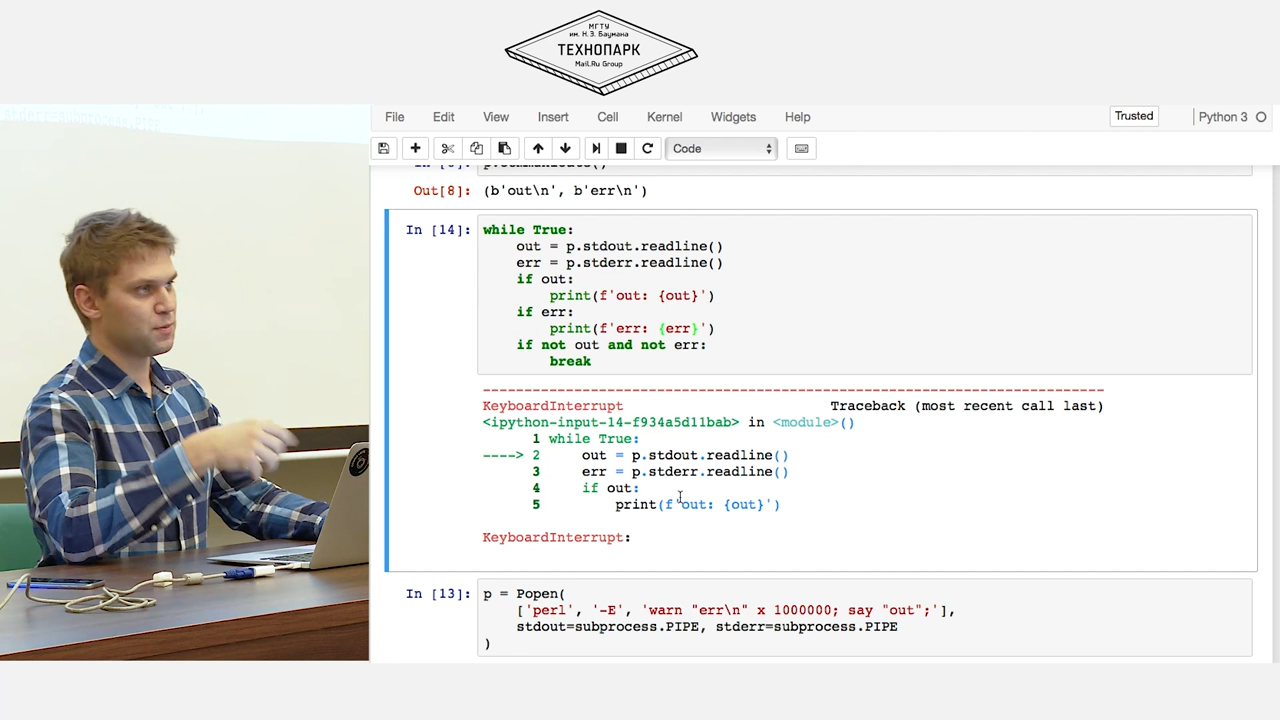 МГТУ
им. Н.Э. Баумана
ТЕХНОПАРК
Mail.Ru Group
File Edit View Insert Cell Kernel Widgets Help Trusted Python 3
Code
Out[8]: (b'out\n', b'err\n')
In [14]: while True:
out = p.stdout.readline()
err = p.stderr.readline()
if out:
print(f'out: {out}')
if err:
print(f'err: {err}')
if not out and not err:
break
---------------------------------------------------------------------------
KeyboardInterrupt Traceback (most recent call last)
<ipython-input-14-f934a5d11bab> in <module>()
1 while True:
----> 2 out = p.stdout.readline()
3 err = p.stderr.readline()
4 if out:
5 print(f'out: {out}')
KeyboardInterrupt:
In [13]: p = Popen(
['perl', '-E', 'warn "err\n" x 1000000; say "out";'],
stdout=subprocess.PIPE, stderr=subprocess.PIPE
)